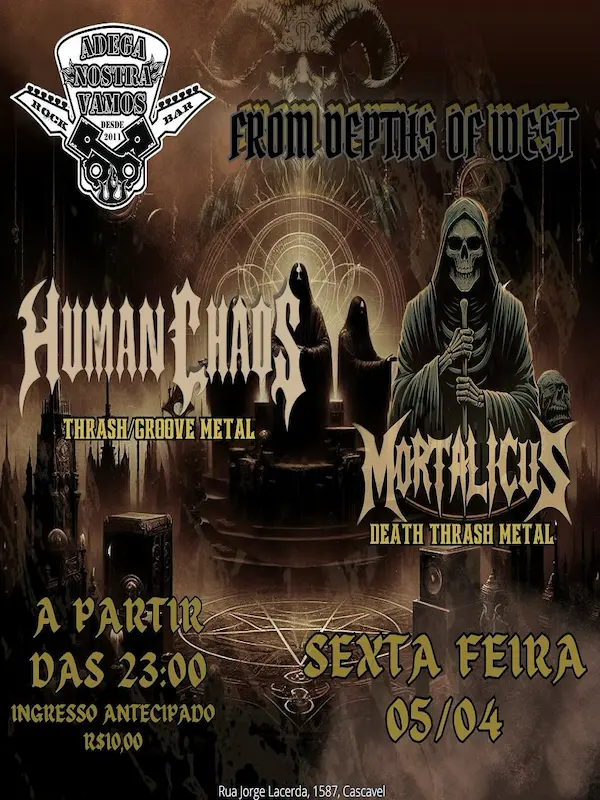 ADEGA
NOSTRA
VAMOS
DESDE
2011
ROCK
BAR
FROM DEPTHS OF WEST
HUMAN CHAOS
THRASH/GROOVE METAL
MORTALICUS
DEATH THRASH METAL
A PARTIR
DAS 23:00
INGRESSO ANTECIPADO
R$10,00
SEXTA FEIRA
05/04
Rua Jorge Lacerda, 1587, Cascavel